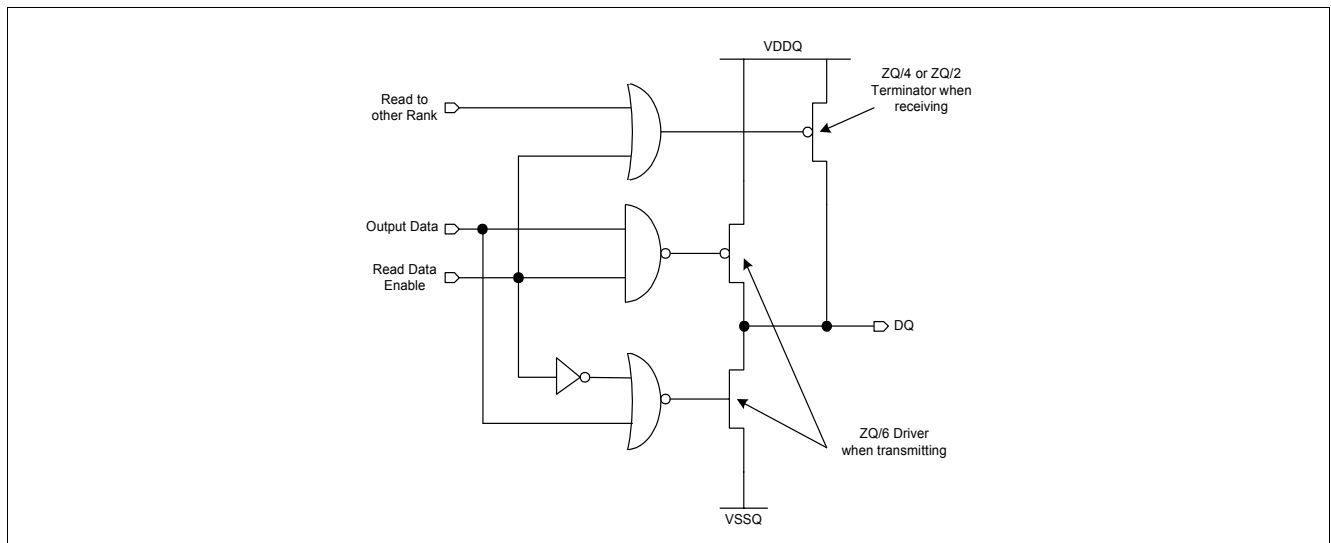 VDDQ
ZQ/4 or ZQ/2
Terminator when
receiving
Read to
other Rank
Output Data
Read Data
Enable
DQ
ZQ/6 Driver
when transmitting
VSSQ